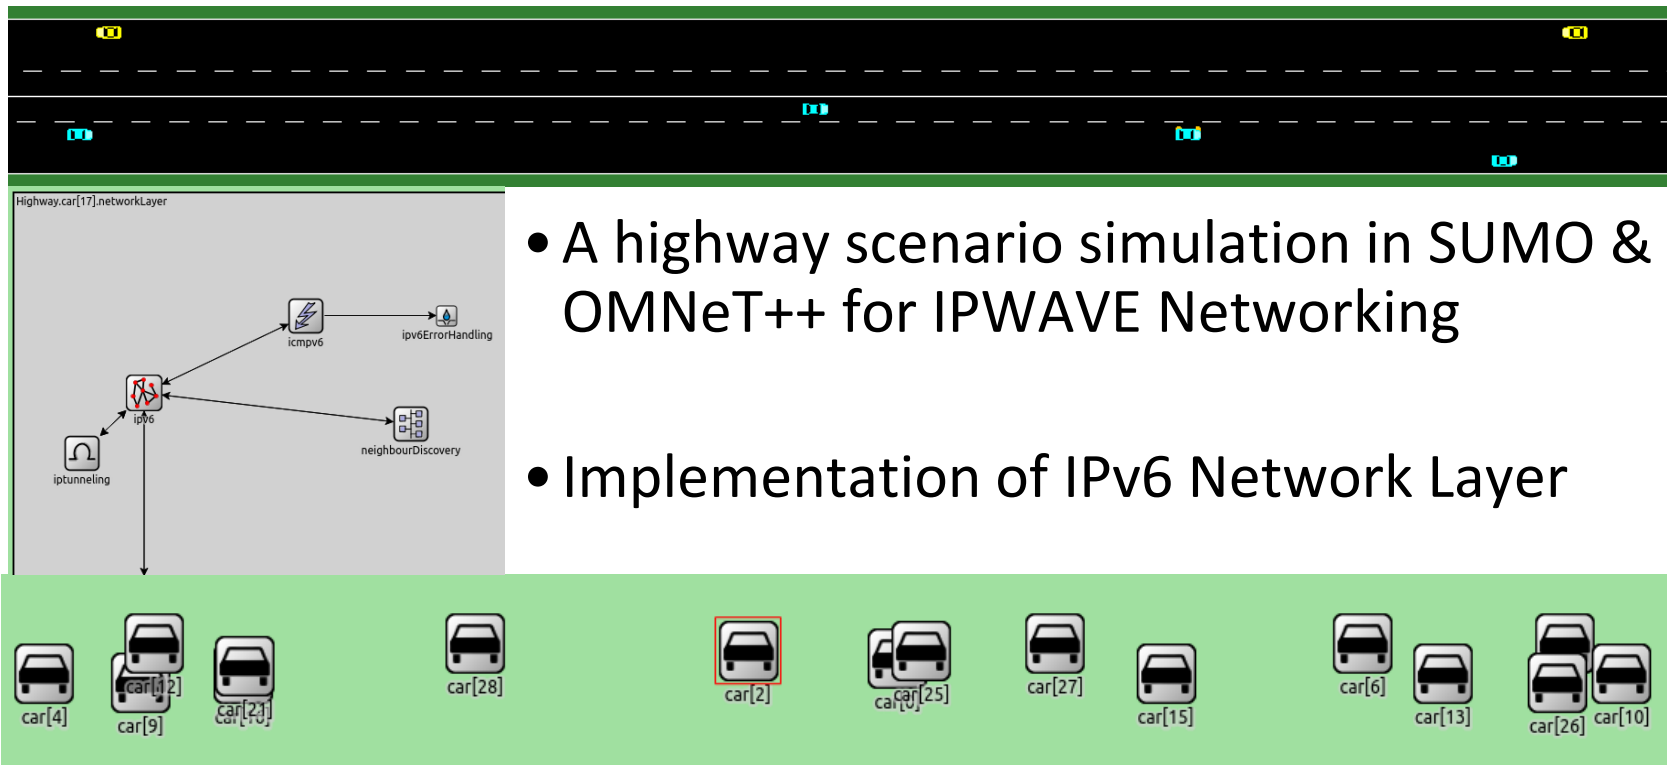 Highway.car[17].networkLayer
icmpv6
ipv6ErrorHandling
ipv6
neighbourDiscovery
iptunneling
• A highway scenario simulation in SUMO &
OMNeT++ for IPWAVE Networking
• Implementation of IPv6 Network Layer
car[4]
car[12]
car[9]
car[28]
car[2]
car[25]
car[27]
car[15]
car[6]
car[13]
car[26]
car[10]